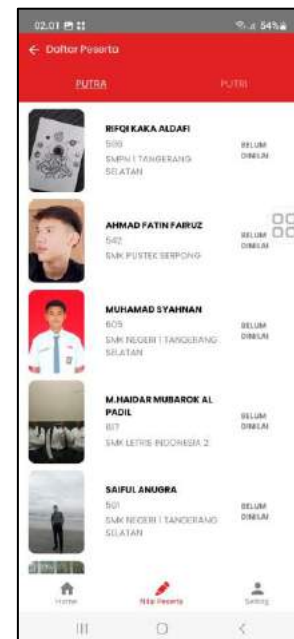 02.01
54%
Daftar Peserta
PUTRA
PUTRI
RIFQI KAKA ALDAFI
SMPN 1 TANGERANG
SELATAN
BELUM
DINILAI
AHMAD FATIN FAIRUZ
542
SMK PUSTEK SERPONG
BELUM
DINILAI
MUHAMAD SYAHNAN
605
SMK NEGERI 1 TANGERANG
SELATAN
BELUM
DINILAI
M.HAIDAR MUBAROK AL
PADIL
617
SMK LETRIS INDONESIA 2
BELUM
DINILAI
SAIFUL ANUGRA
501
SMK NEGERI 1 TANGERANG
SELATAN
BELUM
DINILAI
Home
Nilai Peserta
Setting